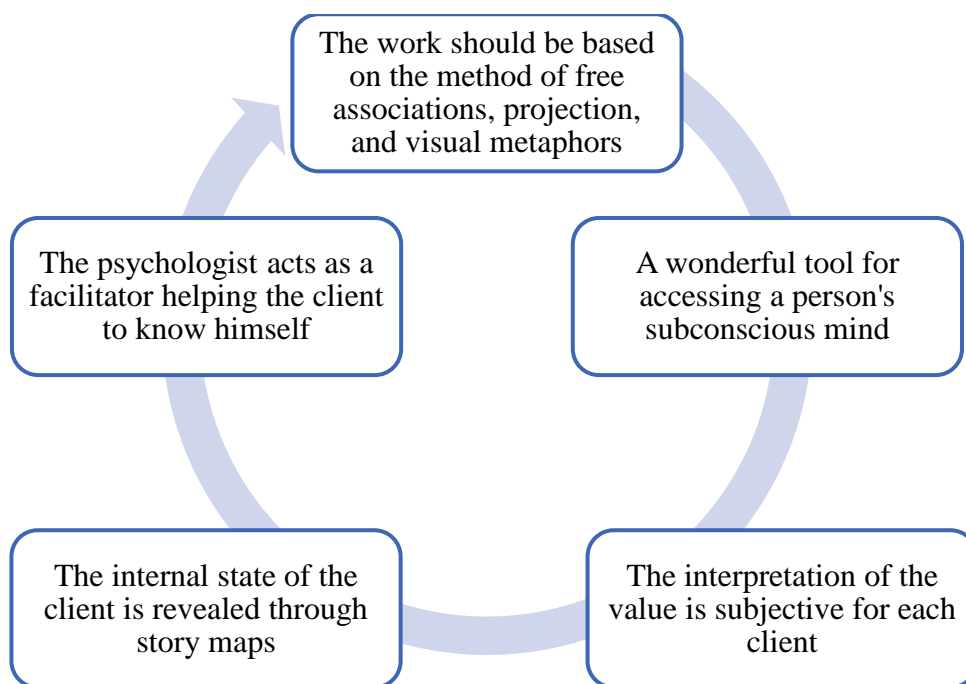 The work should be based
on the method of free
associations, projection,
and visual metaphors
A wonderful tool for
accessing a person's
subconscious mind
The interpretation of the
value is subjective for each
client
The internal state of the
client is revealed through
story maps
The psychologist acts as a
facilitator helping the client
to know himself